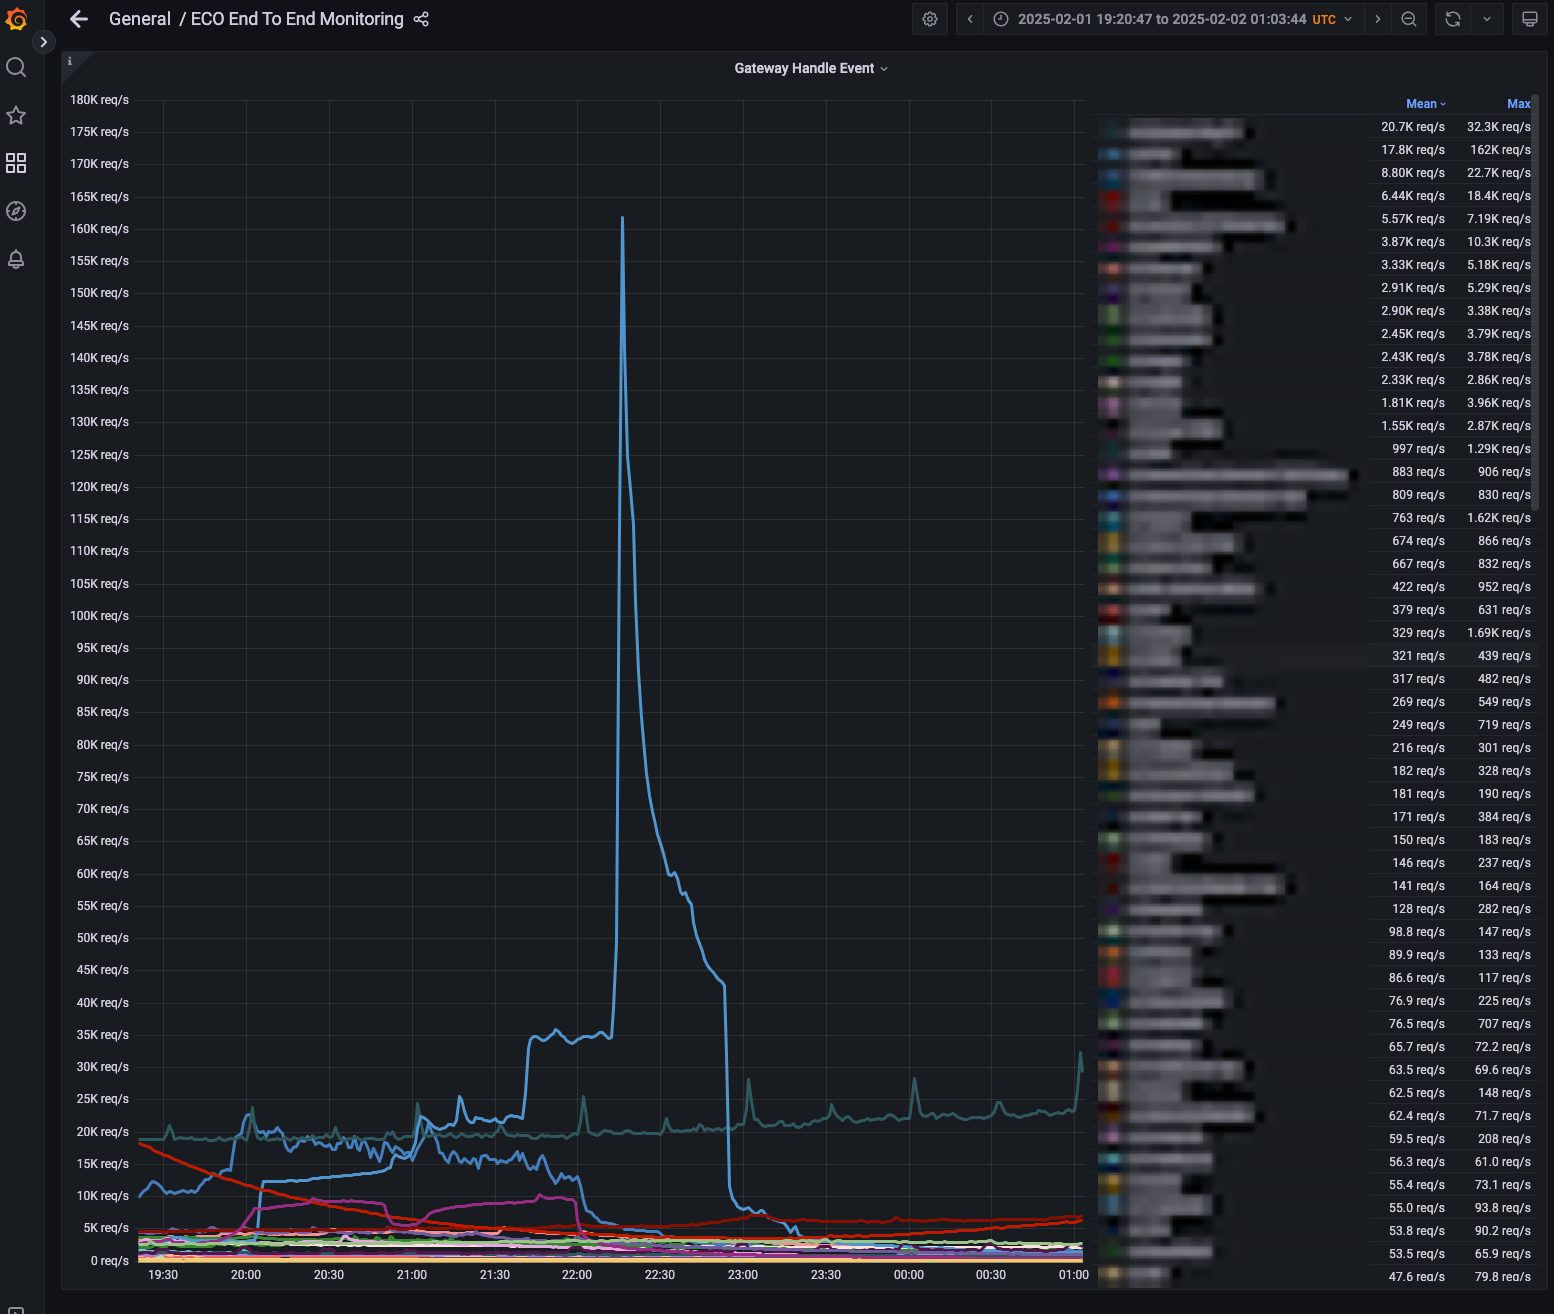 General / ECO End To End Monitoring
2025-02-01 19:20:47 to 2025-02-02 01:03:44 UTC
i
Gateway Handle Event
180K req/s
175K req/s
170K req/s
165K req/s
160K req/s
155K req/s
150K req/s
145K req/s
140K req/s
135K req/s
130K req/s
125K req/s
120K req/s
115K req/s
110K req/s
105K req/s
100K req/s
95K req/s
90K req/s
85K req/s
80K req/s
75K req/s
70K req/s
65K req/s
60K req/s
55K req/s
50K req/s
45K req/s
40K req/s
35K req/s
30K req/s
25K req/s
20K req/s
15K req/s
10K req/s
5K req/s
0 req/s
19:30 20:00 20:30 21:00 21:30 22:00 22:30 23:00 23:30 00:00 00:30 01:00
Mean Max
20.7K req/s 32.3K req/s
17.8K req/s 162K req/s
8.80K req/s 22.7K req/s
6.44K req/s 18.4K req/s
5.57K req/s 7.19K req/s
3.87K req/s 10.3K req/s
3.33K req/s 5.18K req/s
2.91K req/s 5.29K req/s
2.90K req/s 3.38K req/s
2.45K req/s 3.79K req/s
2.43K req/s 3.78K req/s
2.33K req/s 2.86K req/s
1.81K req/s 3.96K req/s
1.55K req/s 2.87K req/s
997 req/s 1.29K req/s
883 req/s 906 req/s
809 req/s 830 req/s
763 req/s 1.62K req/s
674 req/s 866 req/s
667 req/s 832 req/s
422 req/s 952 req/s
379 req/s 631 req/s
329 req/s 1.69K req/s
321 req/s 439 req/s
317 req/s 482 req/s
269 req/s 549 req/s
249 req/s 719 req/s
216 req/s 301 req/s
182 req/s 328 req/s
181 req/s 190 req/s
171 req/s 384 req/s
150 req/s 183 req/s
146 req/s 237 req/s
141 req/s 164 req/s
128 req/s 282 req/s
98.8 req/s 147 req/s
89.9 req/s 133 req/s
86.6 req/s 117 req/s
76.9 req/s 225 req/s
76.5 req/s 707 req/s
65.7 req/s 72.2 req/s
63.5 req/s 69.6 req/s
62.5 req/s 148 req/s
62.4 req/s 71.7 req/s
59.5 req/s 208 req/s
56.3 req/s 61.0 req/s
55.4 req/s 73.1 req/s
55.0 req/s 93.8 req/s
53.8 req/s 90.2 req/s
53.5 req/s 65.9 req/s
47.6 req/s 79.8 req/s